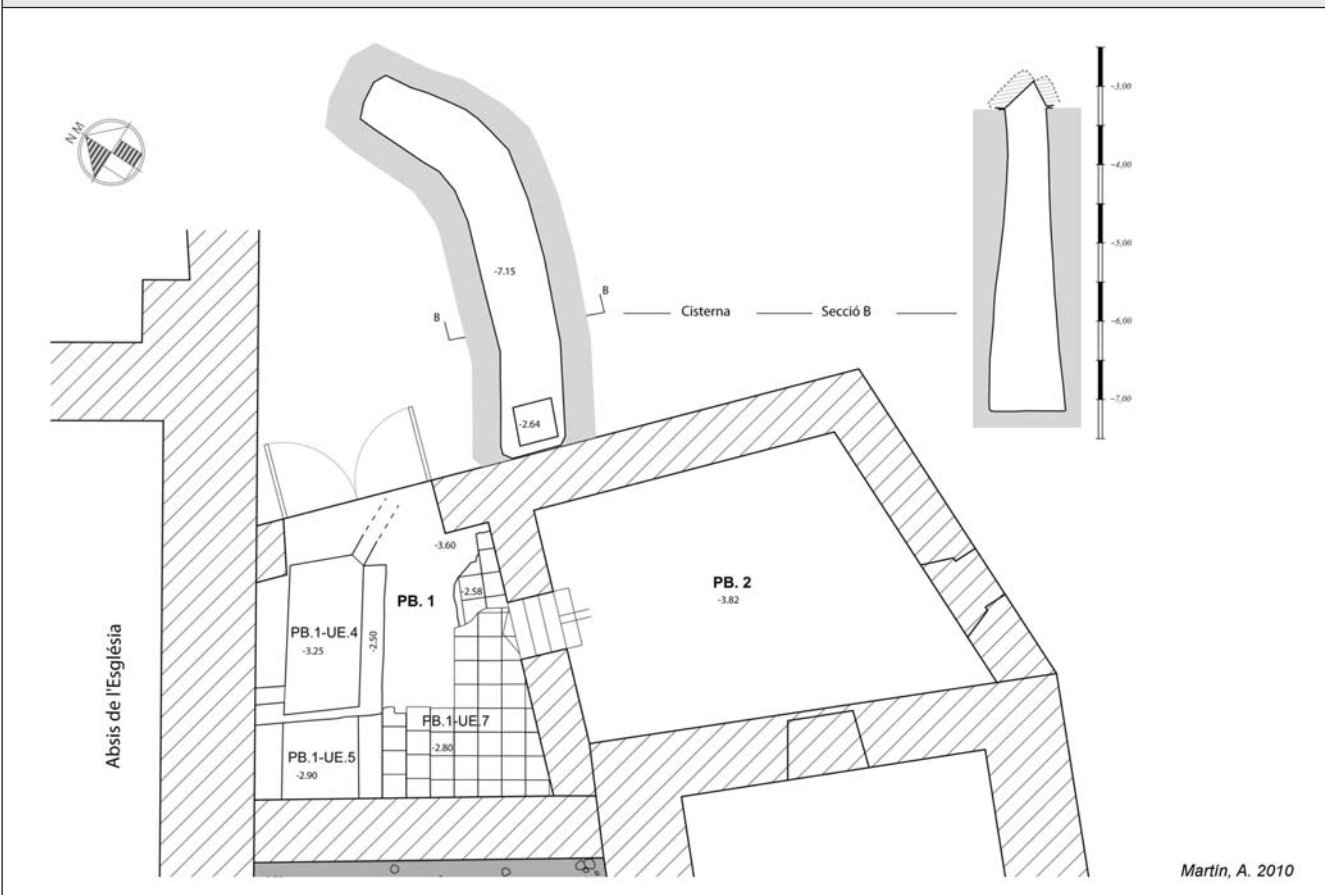 NM
-3,00
-4,00
-5,00
-6,00
-7,00
-7.15
B
B
Cisterna
Secció B
-2.64
-3.60
-2.58
PB. 1
PB. 2
-3.82
PB.1-UE.4
-3.25
-2.50
PB.1-UE.7
-2.80
PB.1-UE.5
-2.90
Absis de l'Església
Martín, A. 2010